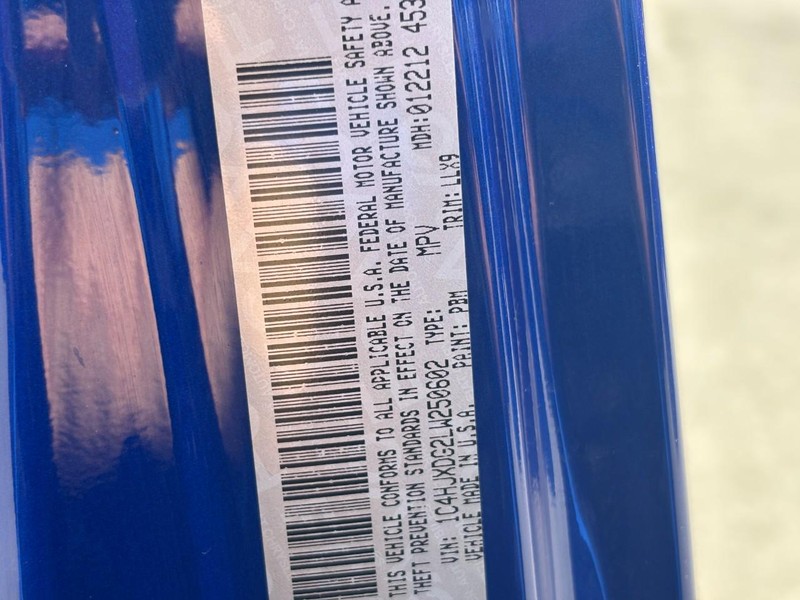 THIS VEHICLE CONFORMS TO ALL APPLICABLE U.S.A. FEDERAL MOTOR VEHICLE SAFETY A
THEFT PREVENTION STANDARDS IN EFFECT ON THE DATE OF MANUFACTURE SHOWN ABOVE.
VIN: 1C4HJXDG2LW250602 TYPE: MPV MDH:012212 453
VEHICLE MADE IN U.S.A. PAINT: PBM TRIM: LLX9